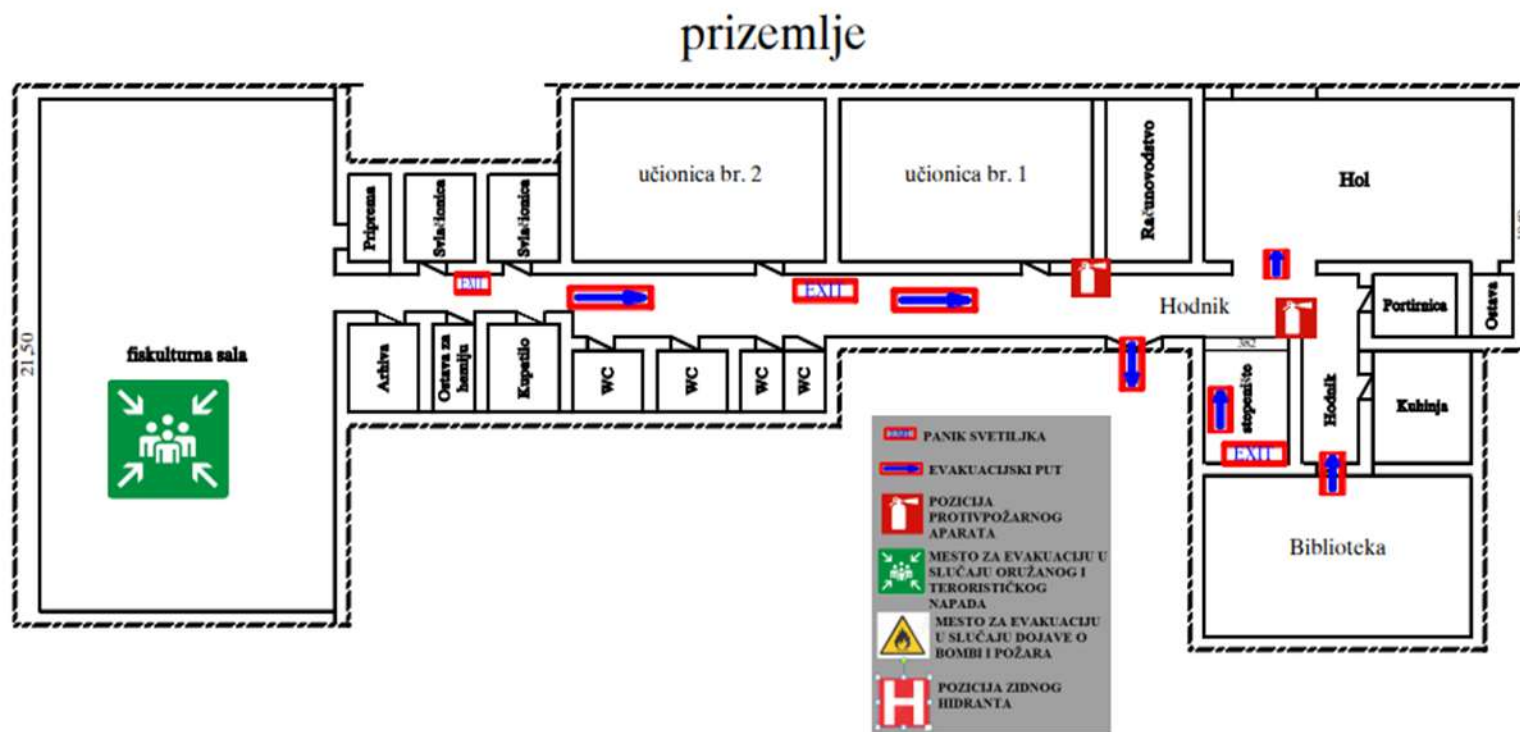 prizemlje
21,50
fiskulturna sala
Priprema
Svlačionica
Svlačionica
učionica br. 2
učionica br. 1
Računovodstvo
Hol
EXIT
EXIT
Hodnik
Portirnica
Ostava
Arhiva
Ostava za
hemiju
Kupatilo
WC
WC
WC
WC
382
stepenište
Hodnik
Kuhinja
EXIT
Biblioteka
PANIK SVETILJKA
EVAKUACIJSKI PUT
POZICIJA
PROTIVPOŽARNOG
APARATA
MESTO ZA EVAKUACIJU U
SLUČAJU ORUŽANOG I
TERORISTIČKOG
NAPADA
MESTO ZA EVAKUACIJU
U SLUČAJU DOJAVE O
BOMBI I POŽARA
H
POZICIJA ZIDNOG
HIDRANTA